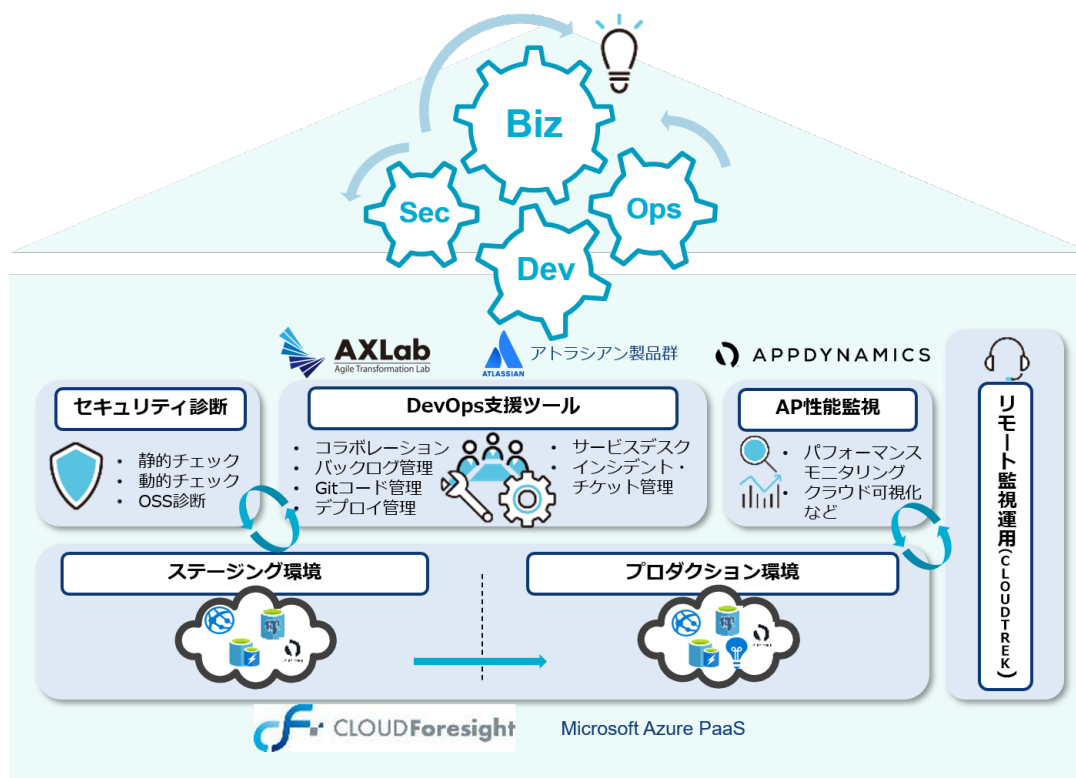 Biz
Sec
Ops
Dev
AXLab
Agile Transformation Lab
ATLASSIAN
アトラシアン製品群
APPDYNAMICS
セキュリティ診断
・ 静的チェック
・ 動的チェック
・ OSS診断
DevOps支援ツール
・ コラボレーション
・ バックログ管理
・ Gitコード管理
・ デプロイ管理
・ サービスデスク
・ インシデント・
チケット管理
AP性能監視
・ パフォーマンス
モニタリング
・ クラウド可視化
など
リモート監視運用(CLOUDTREK)
ステージング環境
プロダクション環境
CLOUDForesight
Microsoft Azure PaaS